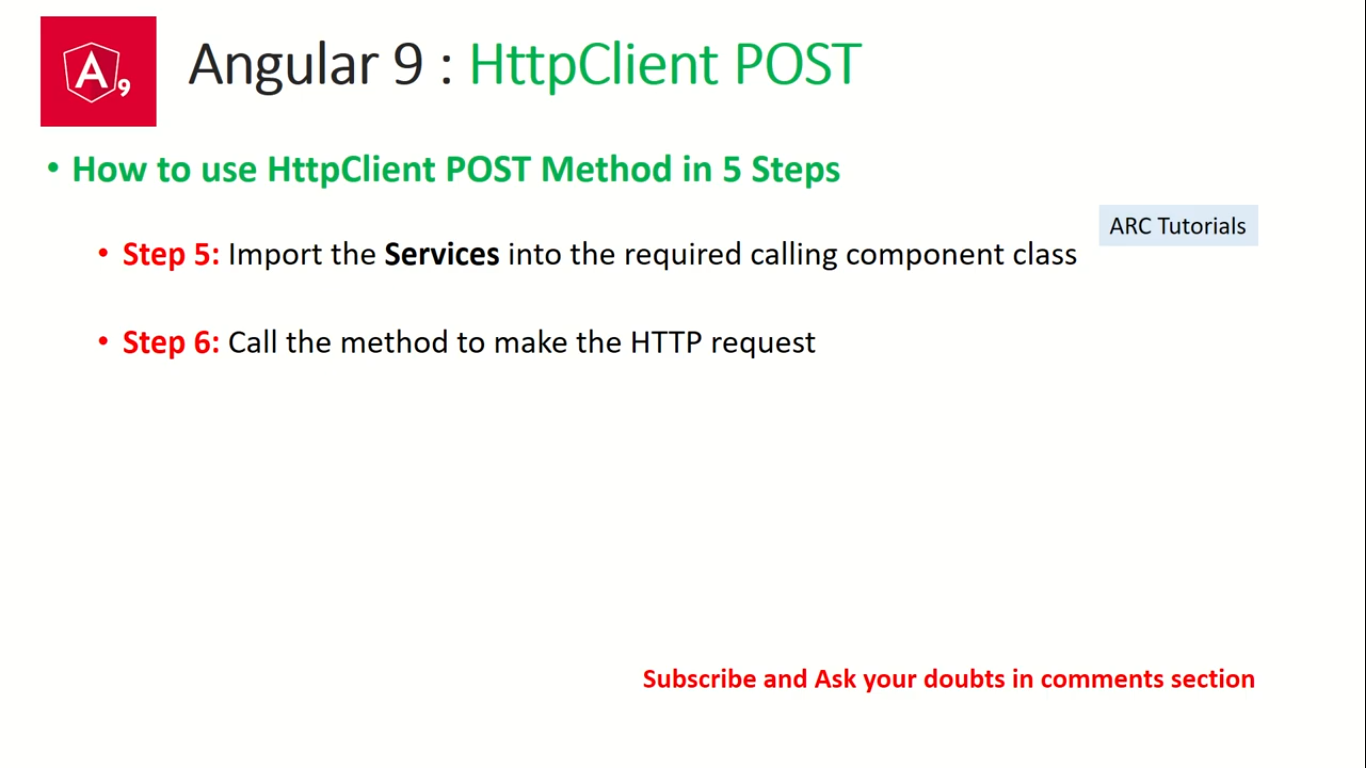 A9
Angular 9 : HttpClient POST
• How to use HttpClient POST Method in 5 Steps
ARC Tutorials
• Step 5: Import the Services into the required calling component class
• Step 6: Call the method to make the HTTP request
Subscribe and Ask your doubts in comments section